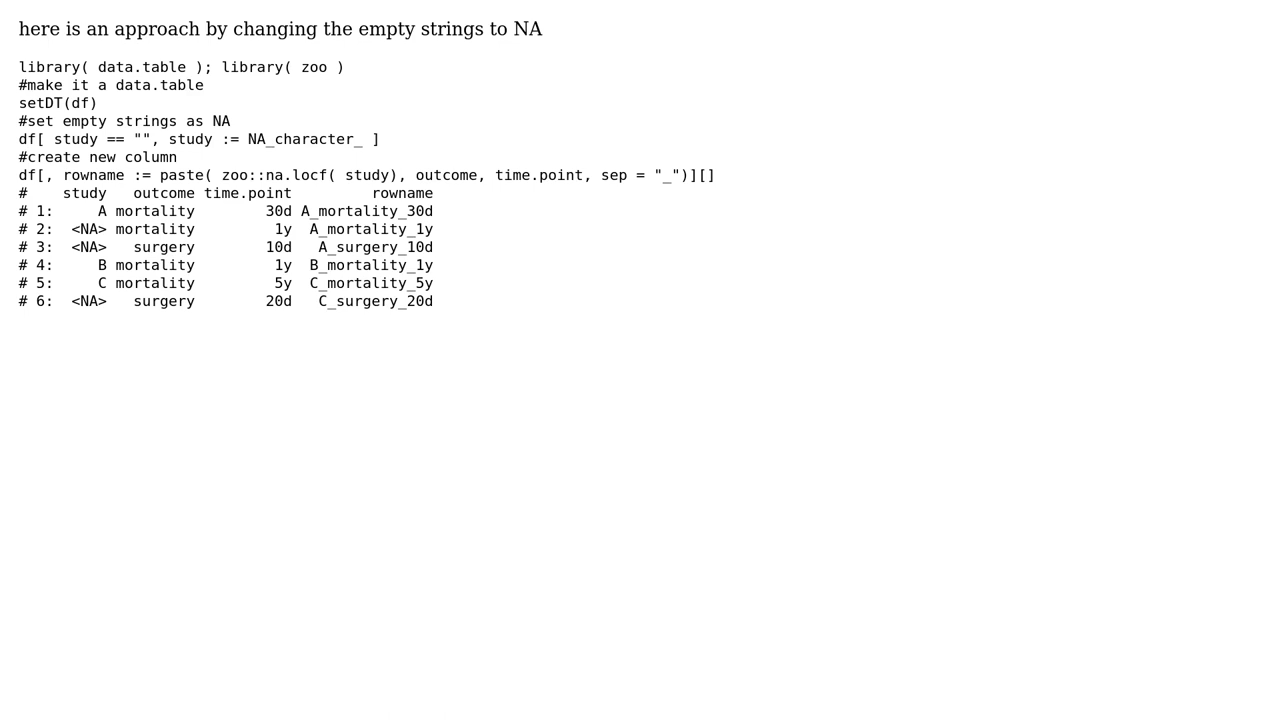 here is an approach by changing the empty strings to NA
library( data.table ); library( zoo )
#make it a data.table
setDT(df)
#set empty strings as NA
df[ study == "", study := NA_character_ ]
#create new column
df[, rowname := paste( zoo::na.locf( study), outcome, time.point, sep = "_")][]
#    study   outcome time.point         rowname
# 1:     A mortality        30d A_mortality_30d
# 2:  <NA> mortality         1y  A_mortality_1y
# 3:  <NA>   surgery        10d   A_surgery_10d
# 4:     B mortality         1y  B_mortality_1y
# 5:     C mortality         5y  C_mortality_5y
# 6:  <NA>   surgery        20d   C_surgery_20d